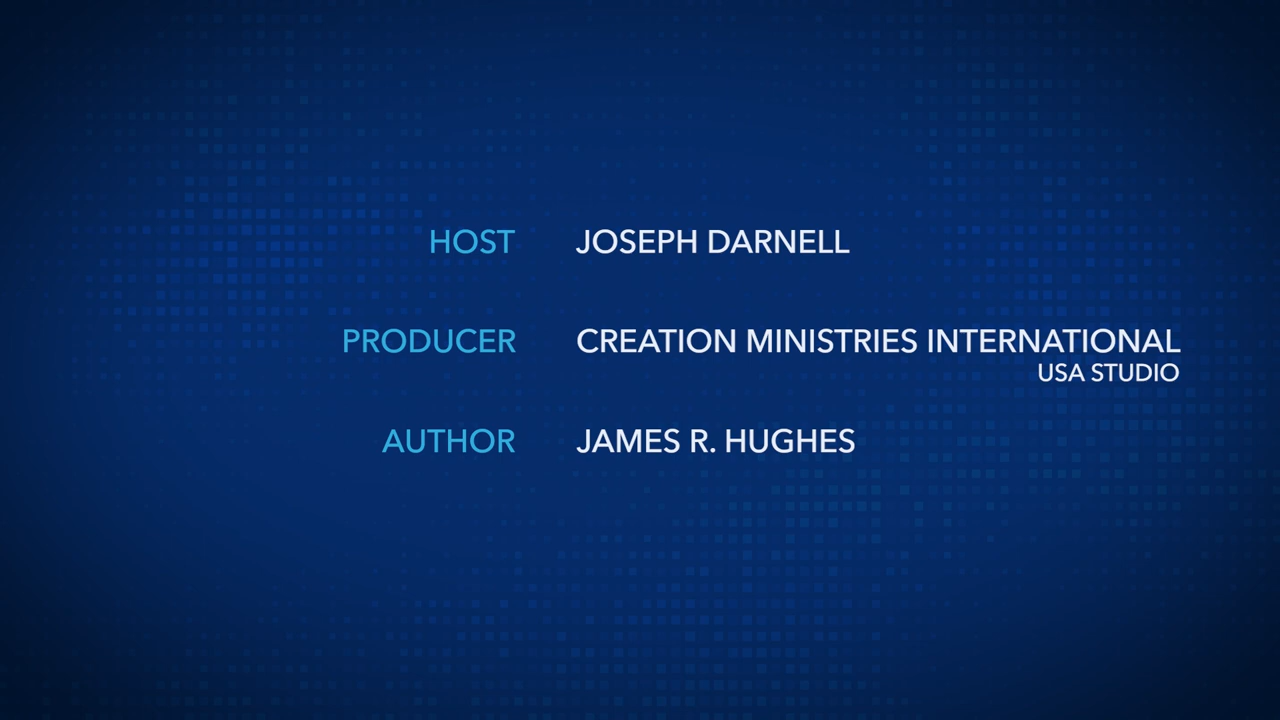 HOST JOSEPH DARNELL
PRODUCER CREATION MINISTRIES INTERNATIONAL
USA STUDIO
AUTHOR JAMES R. HUGHES